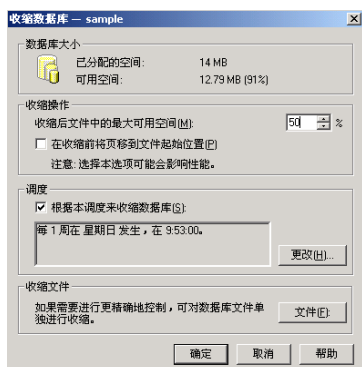 收缩数据库 — sample
数据库大小
已分配的空间: 14 MB
可用空间: 12.79 MB (91%)
收缩操作
收缩后文件中的最大可用空间(M): 50 %
在收缩前将页移到文件起始位置(P)
注意: 选择本选项可能会影响性能。
调度
根据本调度来收缩数据库(S):
每 1 周在 星期日 发生，在 9:53:00。
更改(H)...
收缩文件
如果需要进行更精确地控制，可对数据库文件单
独进行收缩。
文件(F):
确定 取消 帮助